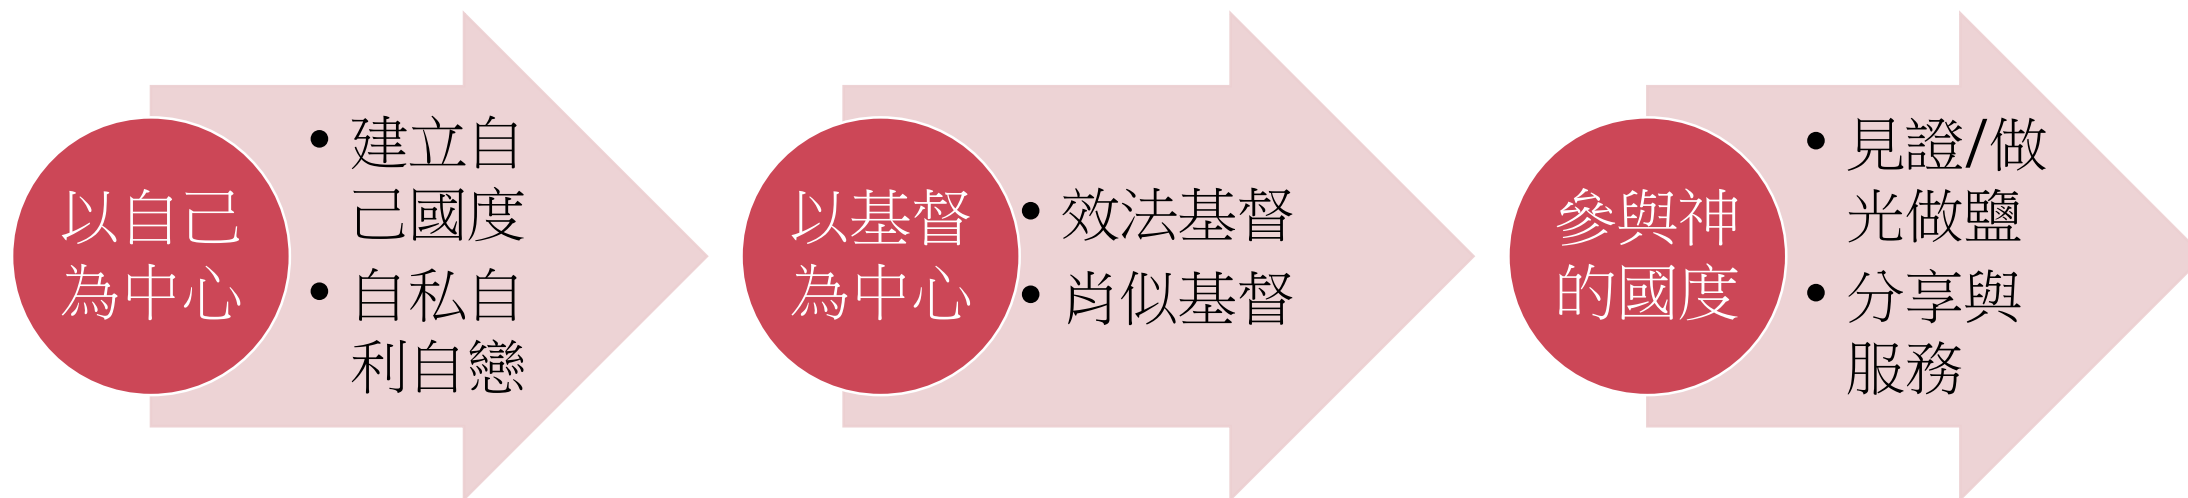 以自己
為中心
• 建立自
己國度
• 自私自
利自戀
以基督
為中心
• 效法基督
• 肖似基督
參與神
的國度
• 見證/做
光做鹽
• 分享與
服務